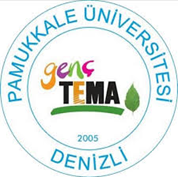 PAMUKKALE ÜNİVERSİTESİ
genç
TEMA
2005
DENİZLİ